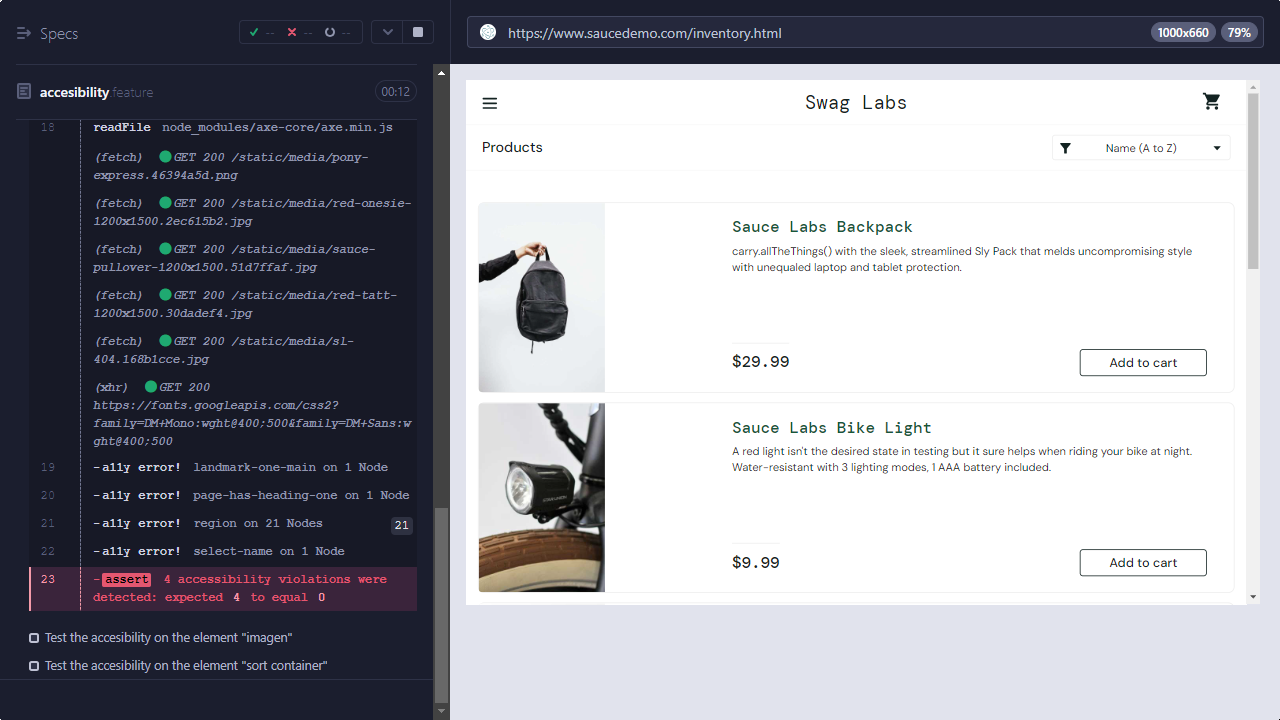 Specs
--
--
--
https://www.saucedemo.com/inventory.html
1000x660
79%
accesibility feature
00:12
18 readFile node_modules/axe-core/axe.min.js
(fetch) GET 200 /static/media/pony-
express.46394a5d.png
(fetch) GET 200 /static/media/red-onesie-
1200x1500.2ec615b2.jpg
(fetch) GET 200 /static/media/sauce-
pullover-1200x1500.51d7ffaf.jpg
(fetch) GET 200 /static/media/red-tatt-
1200x1500.30dadef4.jpg
(fetch) GET 200 /static/media/sl-
404.168b1cce.jpg
(xhr) GET 200
https://fonts.googleapis.com/css2?
family=DM+Mono:wght@400;500&family=DM+Sans:w
ght@400;500
19 -a11y error! landmark-one-main on 1 Node
20 -a11y error! page-has-heading-one on 1 Node
21 -a11y error! region on 21 Nodes 21
22 -a11y error! select-name on 1 Node
23 -assert 4 accessibility violations were
detected: expected 4 to equal 0
Test the accesibility on the element "imagen"
Test the accesibility on the element "sort container"
Swag Labs
Products
Name (A to Z)
Sauce Labs Backpack
carry.allTheThings() with the sleek, streamlined Sly Pack that melds uncompromising style
with unequaled laptop and tablet protection.
$29.99
Add to cart
Sauce Labs Bike Light
A red light isn't the desired state in testing but it sure helps when riding your bike at night.
Water-resistant with 3 lighting modes, 1 AAA battery included.
$9.99
Add to cart